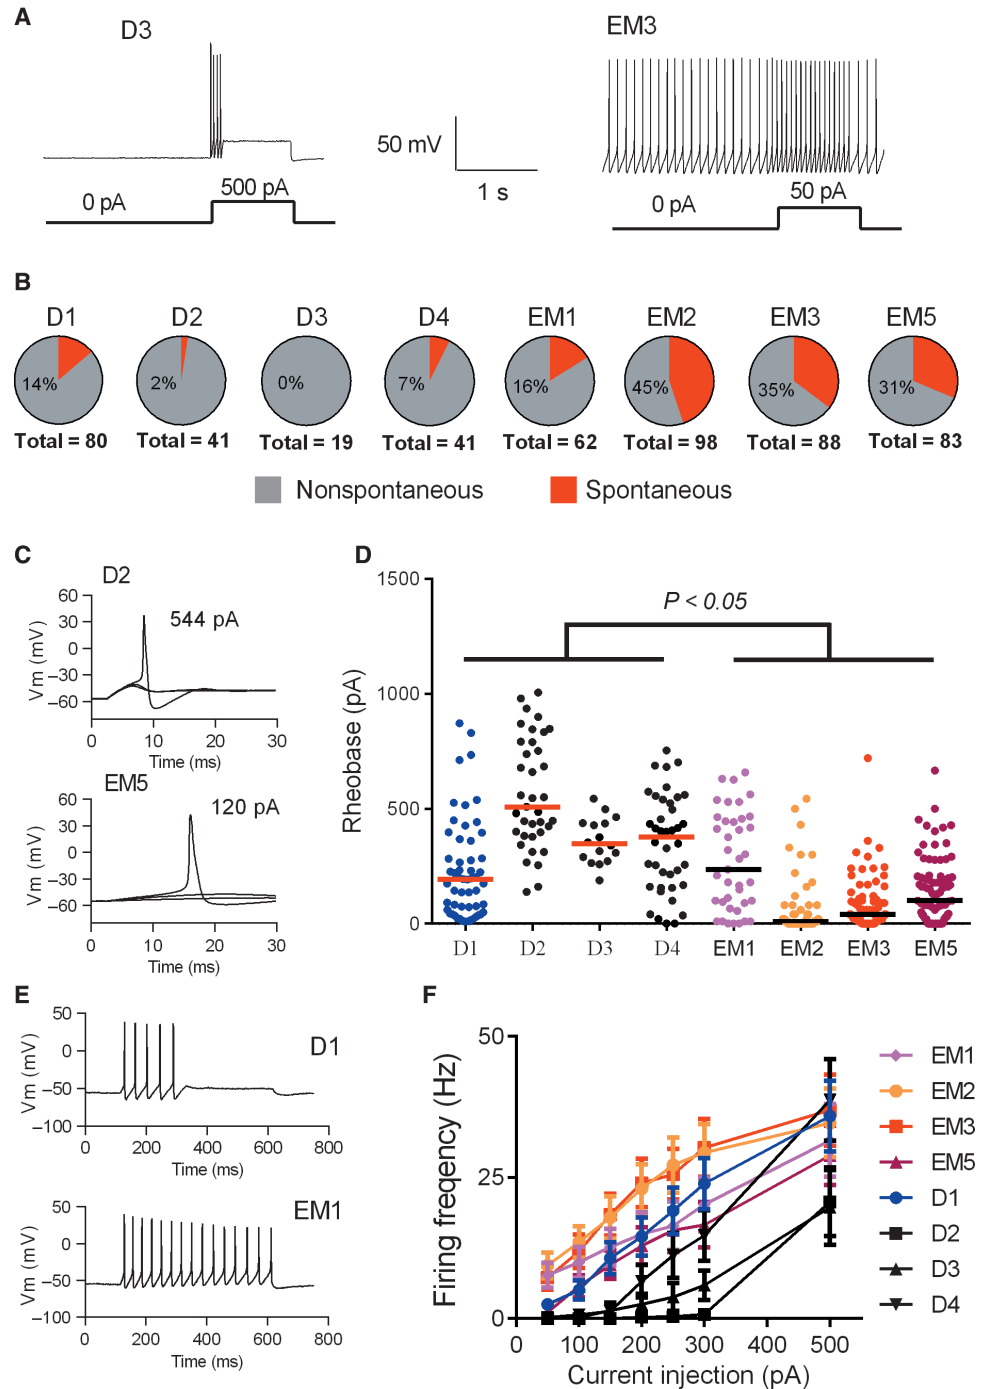 A
D3
EM3
50 mV
1 s
0 pA
500 pA
0 pA
50 pA
B
D1
D2
D3
D4
EM1
EM2
EM3
EM5
14%
2%
0%
7%
16%
45%
35%
31%
Total = 80
Total = 41
Total = 19
Total = 41
Total = 62
Total = 98
Total = 88
Total = 83
Nonspontaneous
Spontaneous
C
D2
544 pA
Vm (mV)
60
30
0
–30
–60
0
10
20
30
Time (ms)
EM5
120 pA
Vm (mV)
60
30
0
–30
–60
0
10
20
30
Time (ms)
D
P < 0.05
Rheobase (pA)
1500
1000
500
0
D1
D2
D3
D4
EM1
EM2
EM3
EM5
E
D1
Vm (mV)
50
0
–50
–100
0
200
400
600
800
Time (ms)
EM1
Vm (mV)
50
0
–50
–100
0
200
400
600
800
Time (ms)
F
Firing freqency (Hz)
50
25
0
0
100
200
300
400
500
Current injection (pA)
EM1
EM2
EM3
EM5
D1
D2
D3
D4